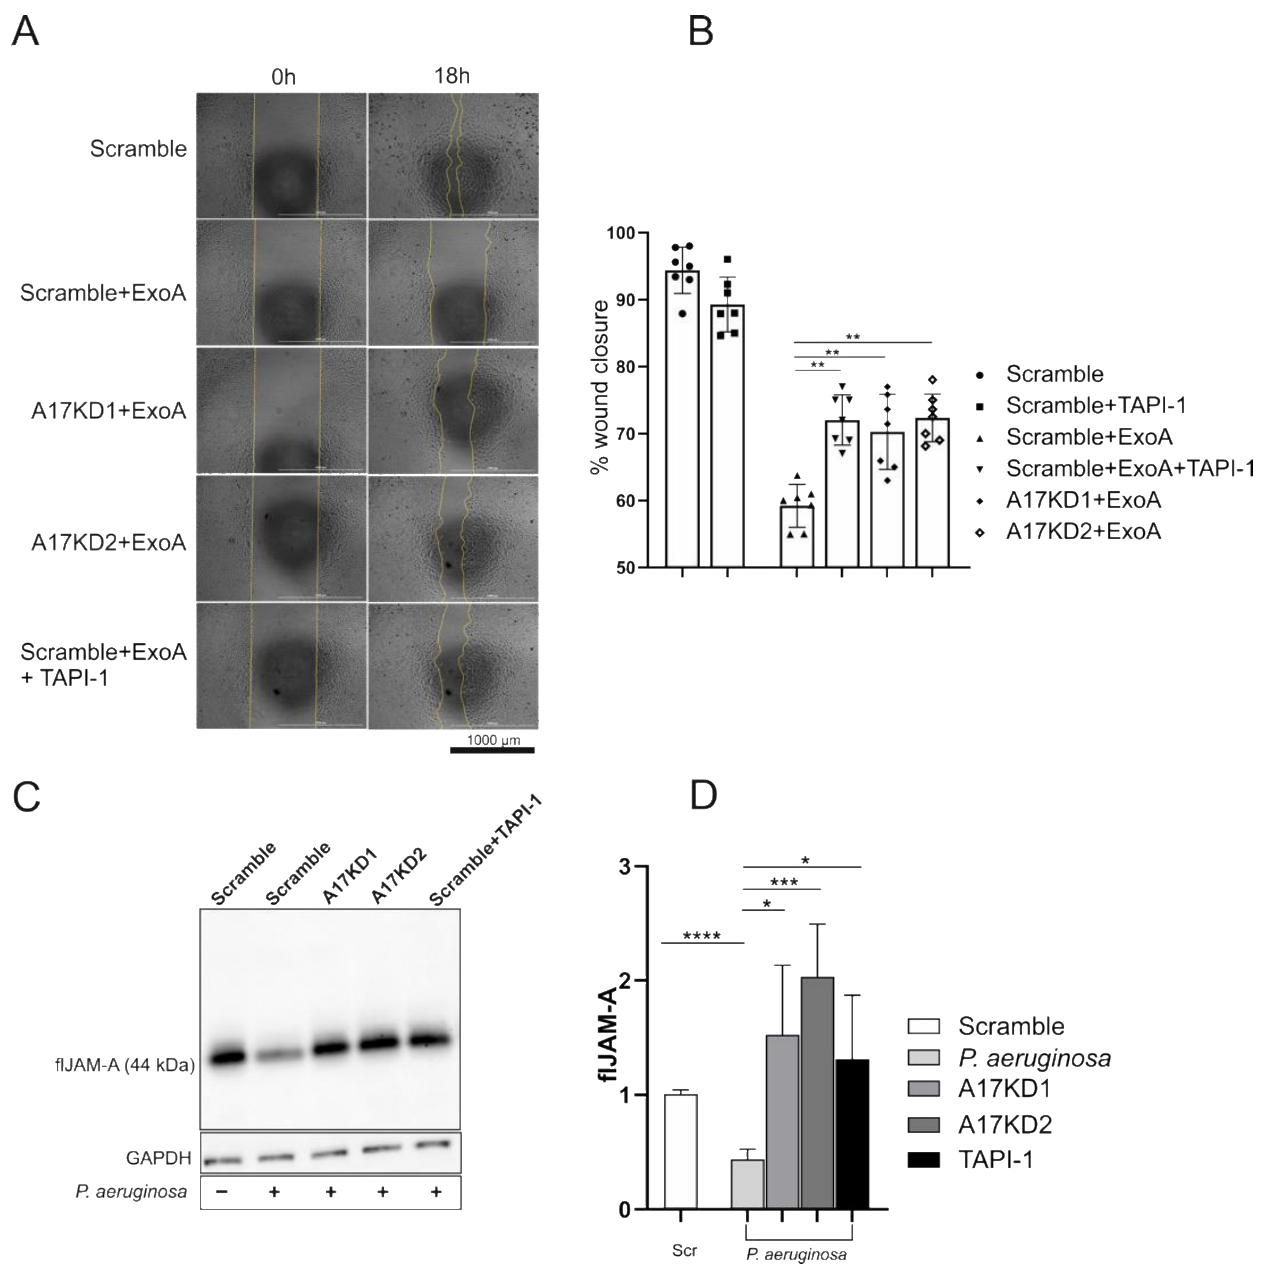 A
0h
18h
Scramble
Scramble+ExoA
A17KD1+ExoA
A17KD2+ExoA
Scramble+ExoA
+ TAPI-1
1000 µm
B
% wound closure
100
90
80
70
60
50
**
**
**
Scramble
Scramble+TAPI-1
Scramble+ExoA
Scramble+ExoA+TAPI-1
A17KD1+ExoA
A17KD2+ExoA
C
Scramble
Scramble
A17KD1
A17KD2
Scramble+TAPI-1
flJAM-A (44 kDa)
GAPDH
P. aeruginosa
− + + + +
D
flJAM-A
3
2
1
0
*
***
*
****
Scr
P. aeruginosa
Scramble
P. aeruginosa
A17KD1
A17KD2
TAPI-1